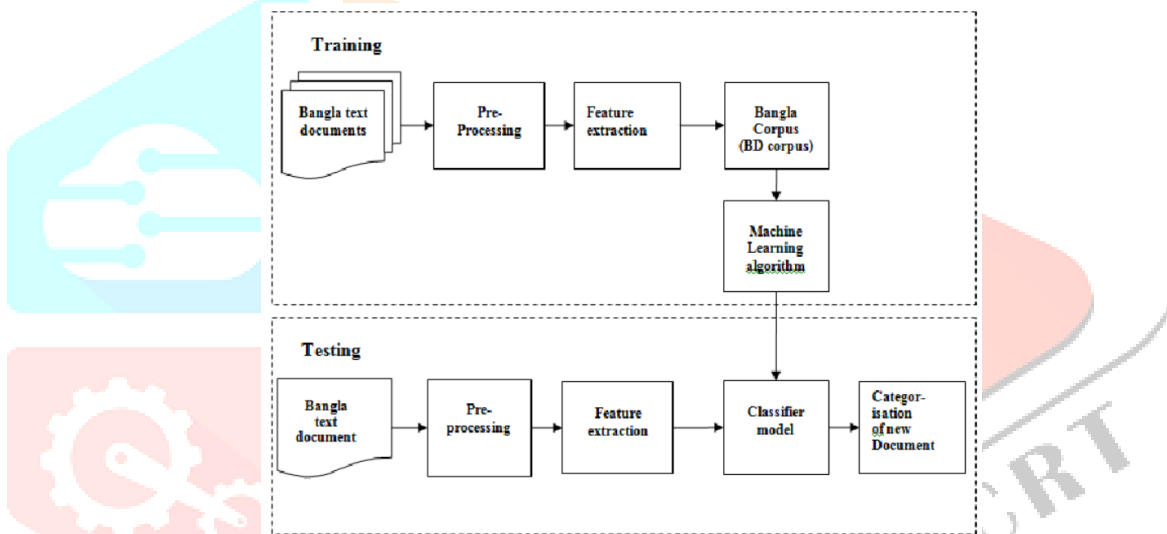 Training
Bangla text
documents
Pre-
Processing
Feature
extraction
Bangla
Corpus
(BD corpus)
Machine
Learning
algorithm
Testing
Bangla
text
document
Pre-
processing
Feature
extraction
Classifier
model
Categor-
isation
of new
Document
CRT